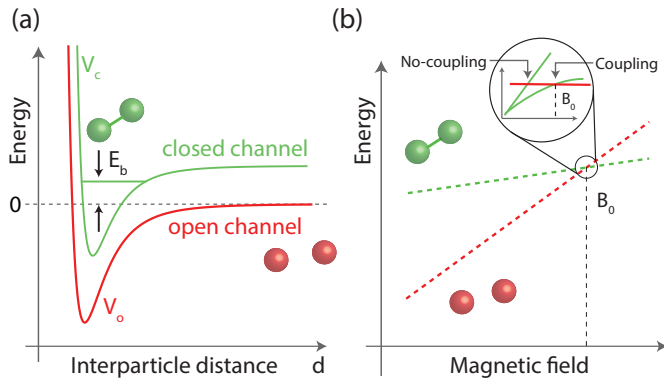 (a)
Energy
V_c
E_b
closed channel
0
open channel
V_o
Interparticle distance d
(b)
Energy
No-coupling
Coupling
B_0
B_0
Magnetic field